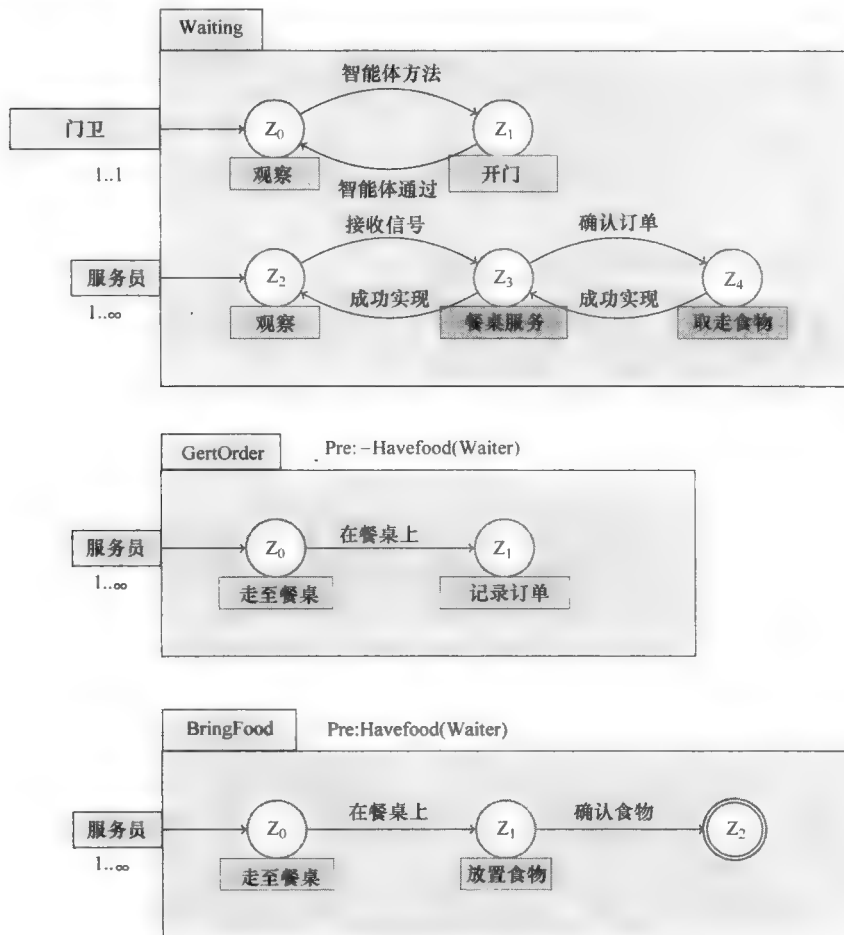 Waiting
智能体方法
门卫
Z0
Z1
1..1
观察
开门
智能体通过
接收信号
确认订单
服务员
Z2
Z3
Z4
成功实现
成功实现
1..∞
观察
餐桌服务
取走食物
GertOrder
Pre: −Havefood(Waiter)
在餐桌上
服务员
Z0
Z1
1..∞
走至餐桌
记录订单
BringFood
Pre:Havefood(Waiter)
在餐桌上
确认食物
服务员
Z0
Z1
Z2
1..∞
走至餐桌
放置食物